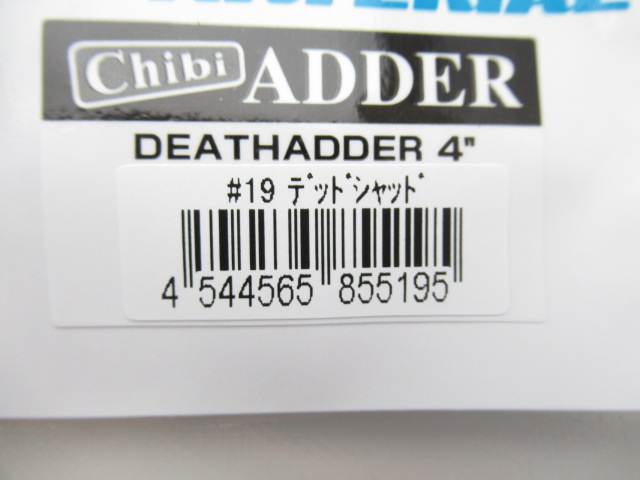 Chibi ADDER
DEATHADDER 4"
#19 ﾃﾞｯﾄﾞｼｬｯﾄﾞ
4 544565 855195